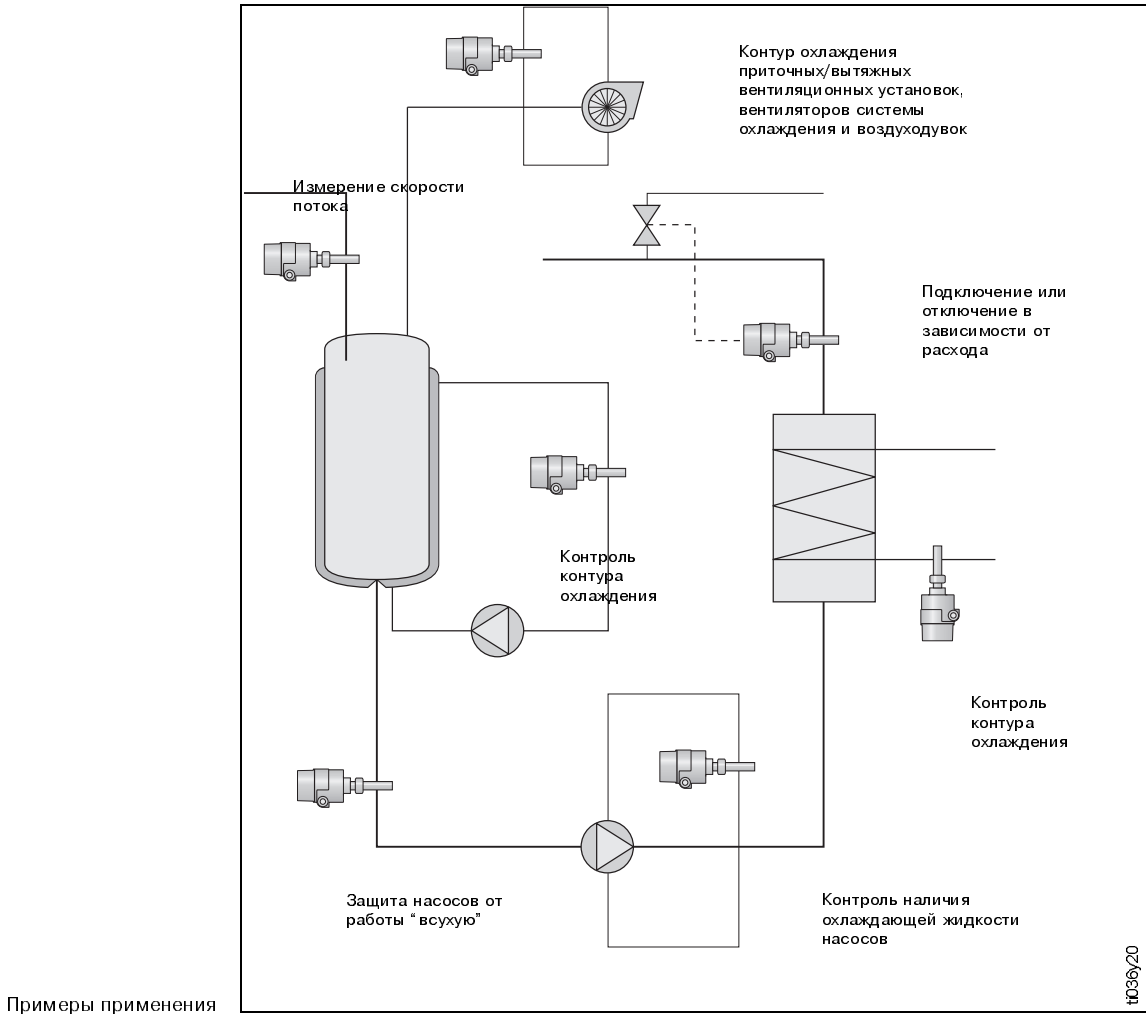 Контур охлаждения
приточных/вытяжных
вентиляционных установок,
вентиляторов системы
охлаждения и воздуходувок
Измерение скорости
потока
Подключение или
отключение в
зависимости от
расхода
Контроль
контура
охлаждения
Контроль
контура
охлаждения
Защита насосов от
работы “ всухую”
Контроль наличия
охлаждающей жидкости
насосов
ti036y20
Примеры применения